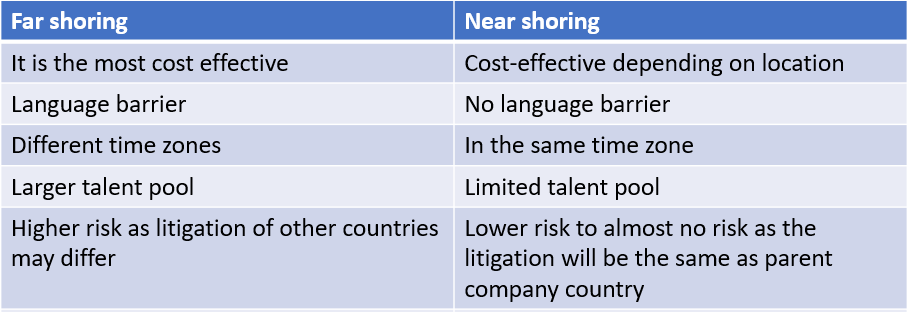 Far shoring
Near shoring
It is the most cost effective
Cost-effective depending on location
Language barrier
No language barrier
Different time zones
In the same time zone
Larger talent pool
Limited talent pool
Higher risk as litigation of other countries
may differ
Lower risk to almost no risk as the
litigation will be the same as parent
company country